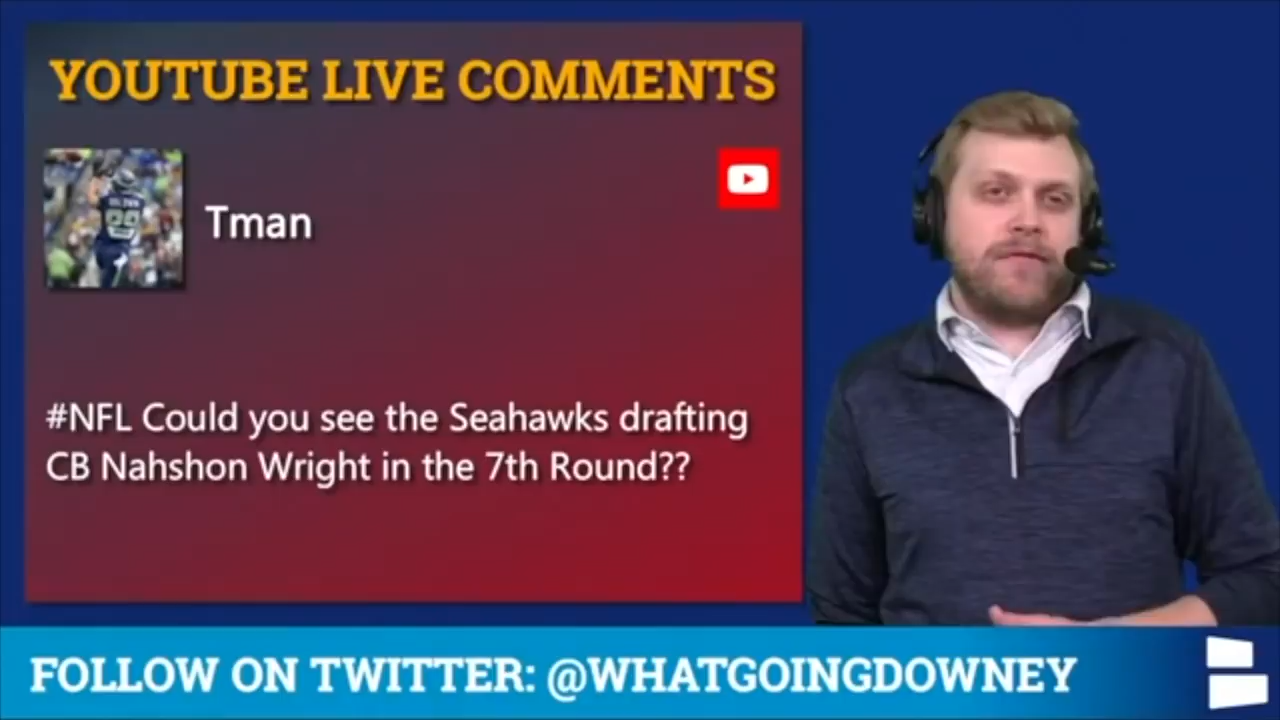 YOUTUBE LIVE COMMENTS
Tman
#NFL Could you see the Seahawks drafting
CB Nahshon Wright in the 7th Round??
FOLLOW ON TWITTER: @WHATGOINGDOWNEY